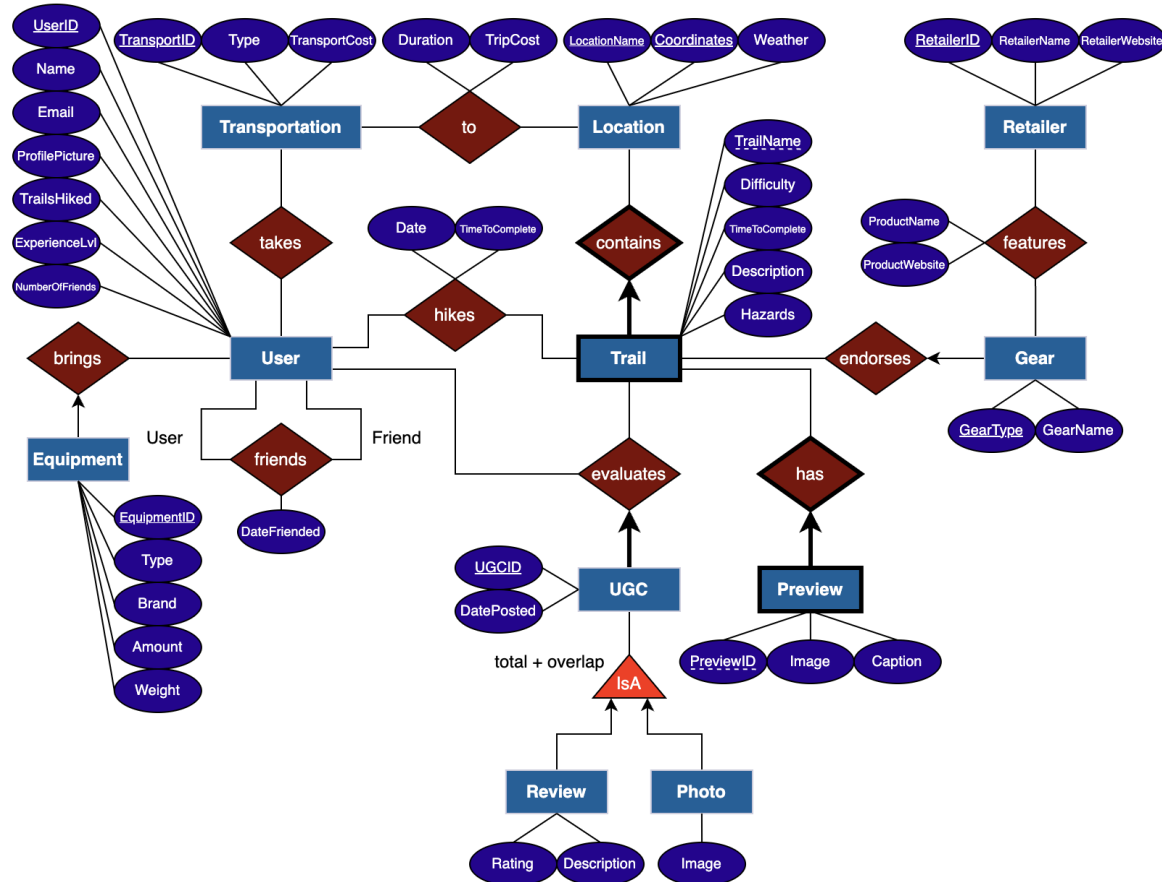 UserID
Name
Email
ProfilePicture
TrailsHiked
ExperienceLvl
NumberOfFriends
TransportID
Type
TransportCost
Duration
TripCost
LocationName
Coordinates
Weather
RetailerID
RetailerName
RetailerWebsite
Transportation
to
Location
Retailer
TrailName
Difficulty
TimeToComplete
Description
Hazards
takes
Date
TimeToComplete
contains
ProductName
ProductWebsite
features
hikes
brings
User
Trail
endorses
Gear
GearType
GearName
User
Friend
friends
DateFriended
Equipment
EquipmentID
Type
Brand
Amount
Weight
evaluates
has
UGCID
DatePosted
UGC
Preview
PreviewID
Image
Caption
total + overlap
IsA
Review
Photo
Rating
Description
Image